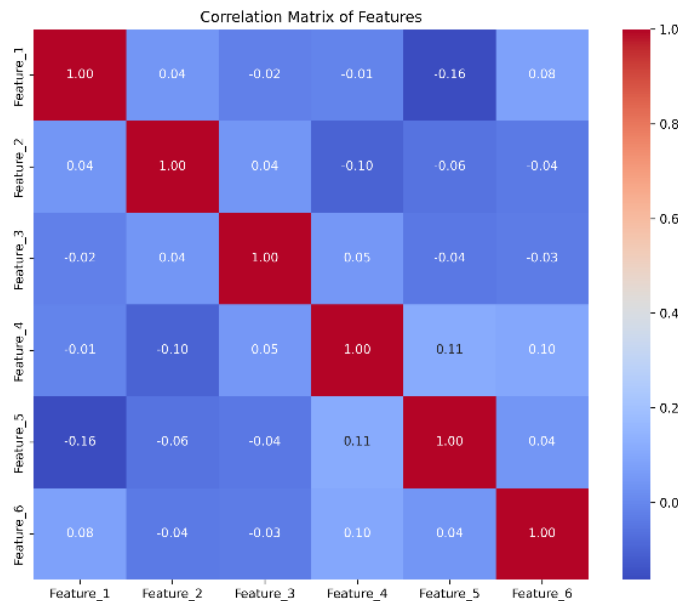 Correlation Matrix of Features
Feature_1 1.00 0.04 -0.02 -0.01 -0.16 0.08
Feature_2 0.04 1.00 0.04 -0.10 -0.06 -0.04
Feature_3 -0.02 0.04 1.00 0.05 -0.04 -0.03
Feature_4 -0.01 -0.10 0.05 1.00 0.11 0.10
Feature_5 -0.16 -0.06 -0.04 0.11 1.00 0.04
Feature_6 0.08 -0.04 -0.03 0.10 0.04 1.00
Feature_1 Feature_2 Feature_3 Feature_4 Feature_5 Feature_6
1.0
0.8
0.6
0.4
0.2
0.0